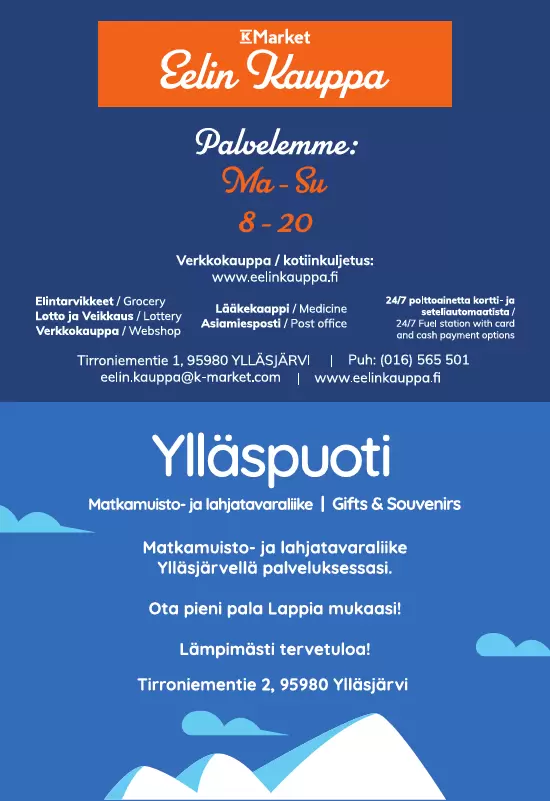 K Market
Eelin Kauppa
Palvelemme:
Ma - Su
8 - 20
Verkkokauppa / kotiinkuljetus:
www.eelinkauppa.fi
Elintarvikkeet / Grocery
Lotto ja Veikkaus / Lottery
Verkkokauppa / Webshop
Lääkekaappi / Medicine
Asiamiesposti / Post office
24/7 polttoainetta kortti- ja
seteliautomaatista /
24/7 Fuel station with card
and cash payment options
Tirroniementie 1, 95980 YLLÄSJÄRVI | Puh: (016) 565 501
eelin.kauppa@k-market.com | www.eelinkauppa.fi
Ylläspuoti
Matkamuisto- ja lahjatavaraliike | Gifts & Souvenirs
Matkamuisto- ja lahjatavaraliike
Ylläsjärvellä palveluksessasi.
Ota pieni pala Lappia mukaasi!
Lämpimästi tervetuloa!
Tirroniementie 2, 95980 Ylläsjärvi